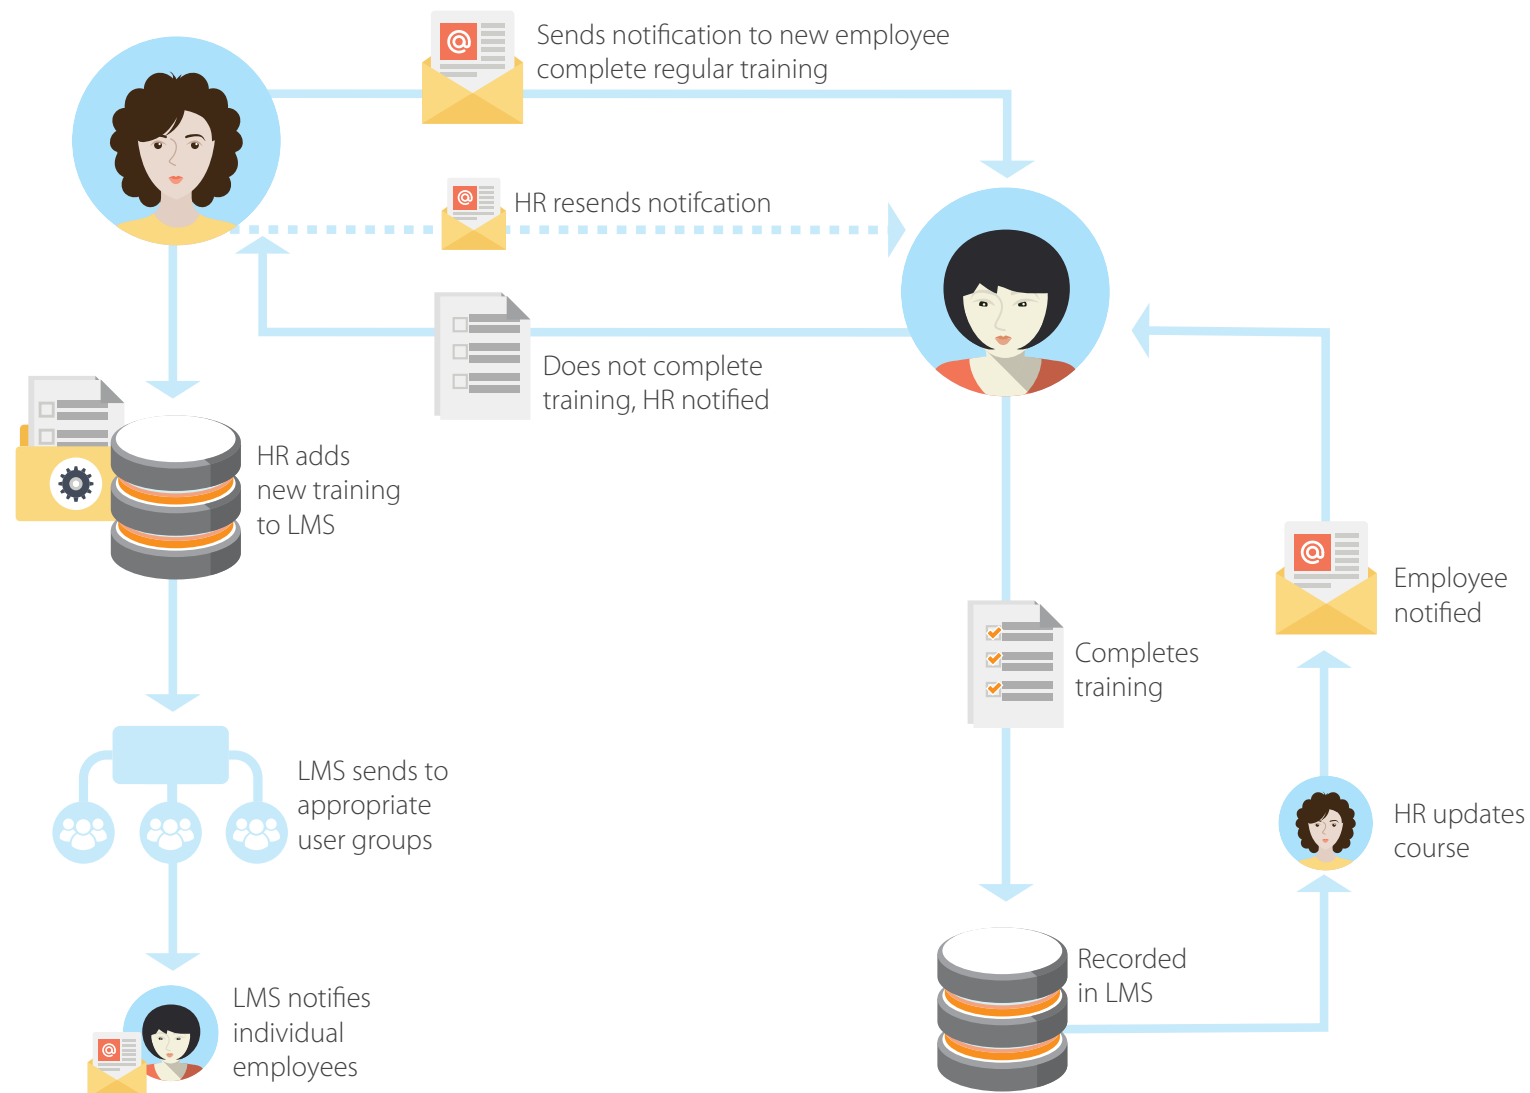 Sends notification to new employee
complete regular training
HR resends notifcation
Does not complete
training, HR notified
HR adds
new training
to LMS
LMS sends to
appropriate
user groups
LMS notifies
individual
employees
Completes
training
Recorded
in LMS
Employee
notified
HR updates
course